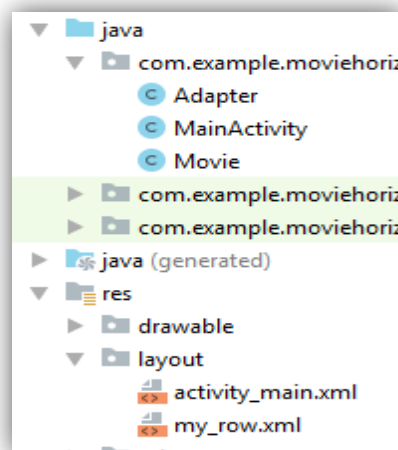 java
com.example.moviehoriz
Adapter
MainActivity
Movie
com.example.moviehoriz
com.example.moviehoriz
java (generated)
res
drawable
layout
activity_main.xml
my_row.xml